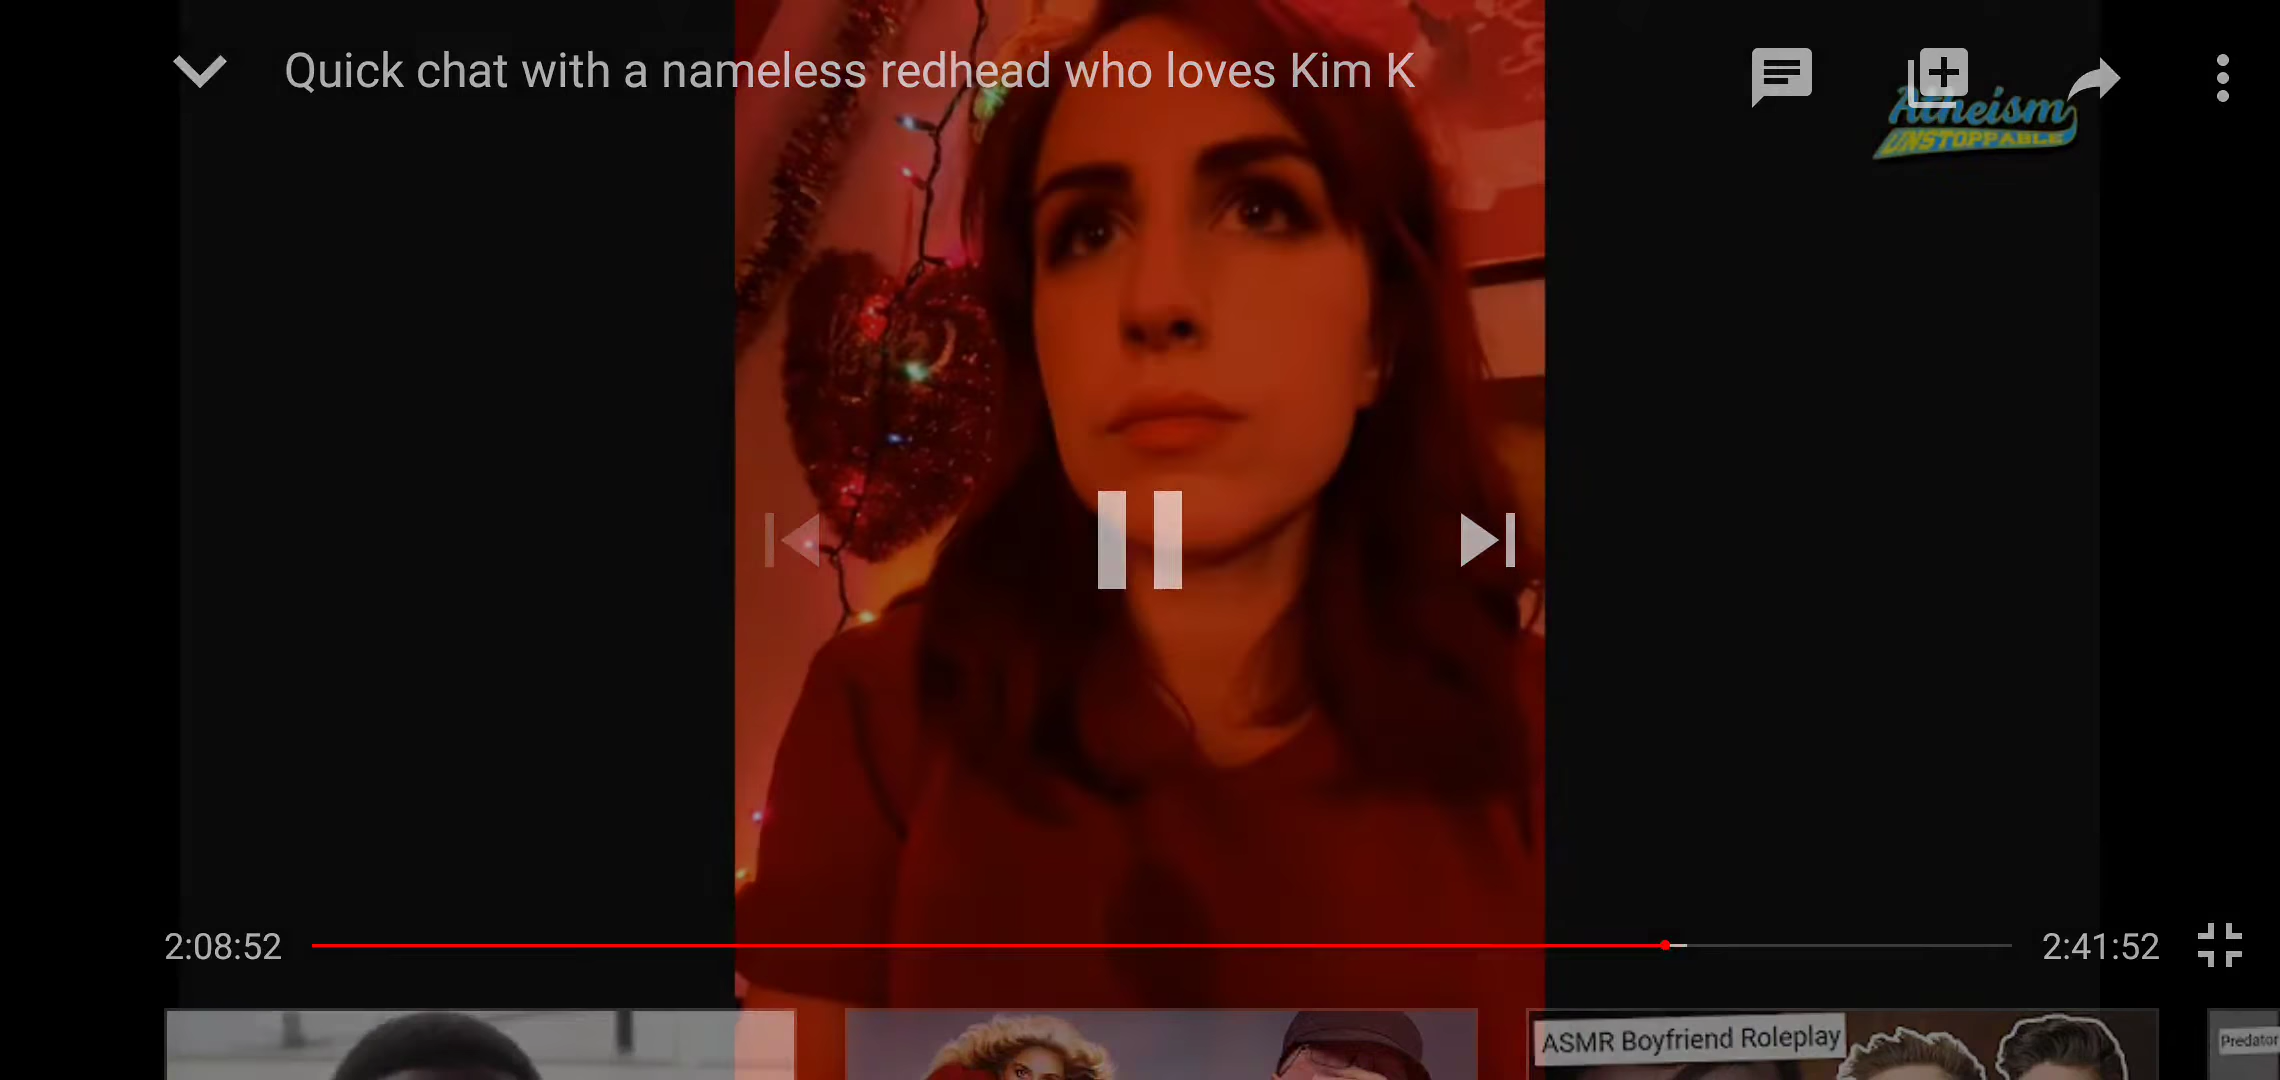 Quick chat with a nameless redhead who loves Kim K
Atheism
UNSTOPPABLE
2:08:52
2:41:52
ASMR Boyfriend Roleplay
Predator